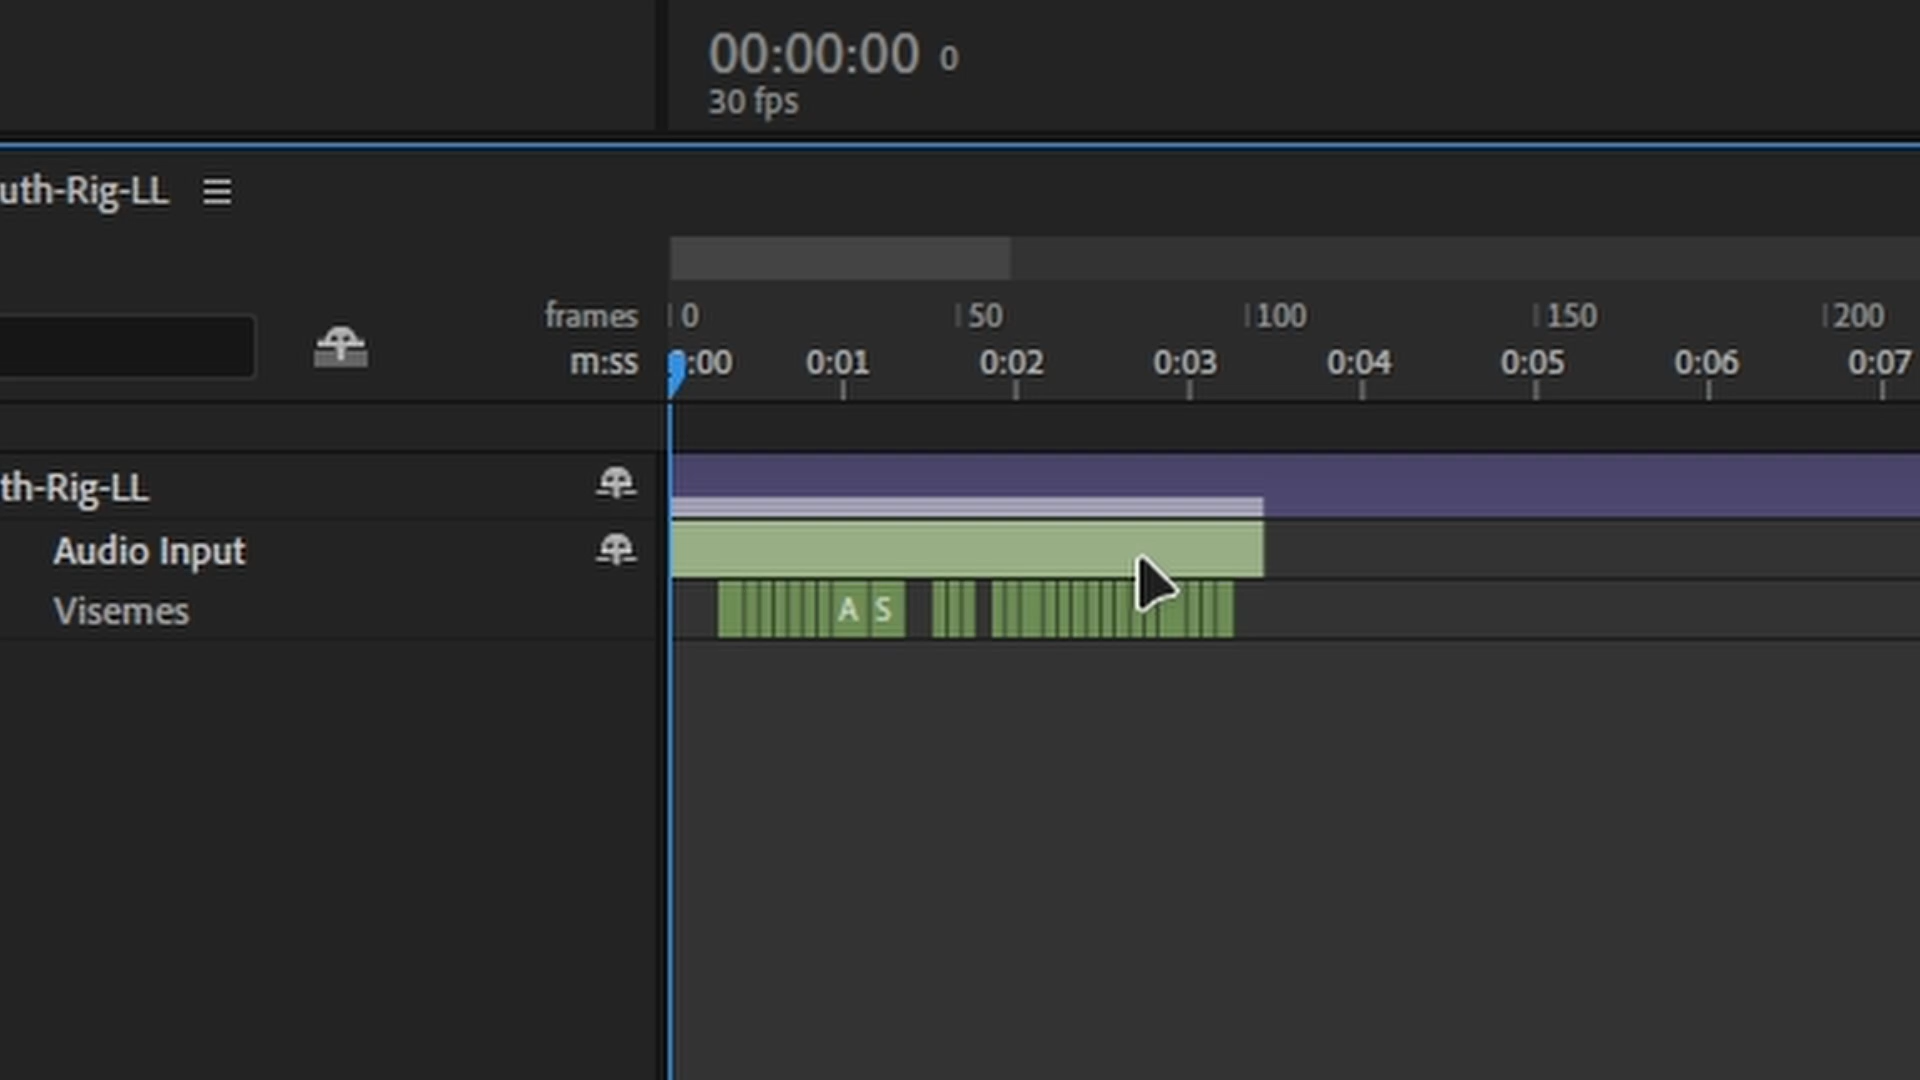 00:00:00 0
30 fps
uth-Rig-LL
frames 0 50 100 150 200
m:ss :00 0:01 0:02 0:03 0:04 0:05 0:06 0:07
th-Rig-LL
Audio Input
Visemes A S